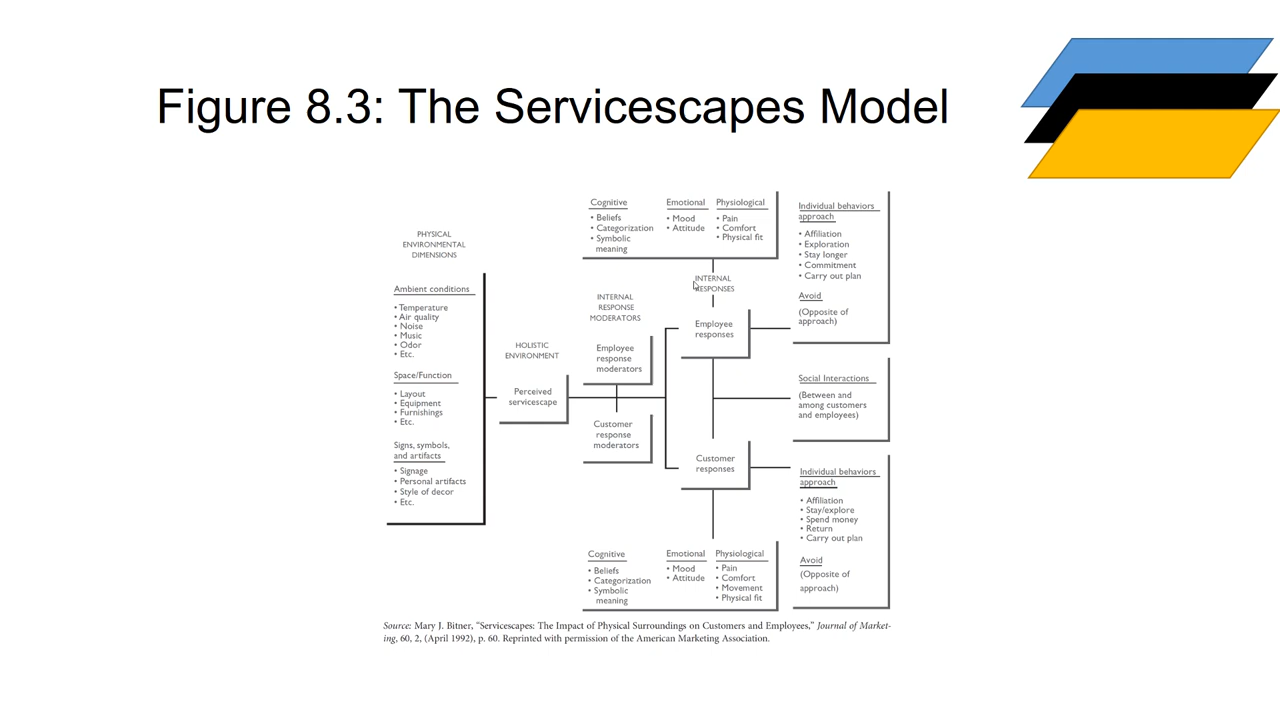 Figure 8.3: The Servicescapes Model
PHYSICAL
ENVIRONMENTAL
DIMENSIONS
Ambient conditions
• Temperature
• Air quality
• Noise
• Music
• Odor
• Etc.
Space/Function
• Layout
• Equipment
• Furnishings
• Etc.
Signs, symbols,
and artifacts
• Signage
• Personal artifacts
• Style of decor
• Etc.
HOLISTIC
ENVIRONMENT
Perceived
servicescape
INTERNAL
RESPONSE
MODERATORS
Employee
response
moderators
Customer
response
moderators
Cognitive
• Beliefs
• Categorization
• Symbolic
meaning
Emotional
• Mood
• Attitude
Physiological
• Pain
• Comfort
• Physical fit
INTERNAL
RESPONSES
Employee
responses
Customer
responses
Cognitive
• Beliefs
• Categorization
• Symbolic
meaning
Emotional
• Mood
• Attitude
Physiological
• Pain
• Comfort
• Movement
• Physical fit
Individual behaviors
approach
• Affiliation
• Exploration
• Stay longer
• Commitment
• Carry out plan
Avoid
(Opposite of
approach)
Social Interactions
(Between and
among customers
and employees)
Individual behaviors
approach
• Affiliation
• Stay/explore
• Spend money
• Return
• Carry out plan
Avoid
(Opposite of
approach)
Source: Mary J. Bitner, “Servicescapes: The Impact of Physical Surroundings on Customers and Employees,” Journal of Market-
ing, 60, 2, (April 1992), p. 60. Reprinted with permission of the American Marketing Association.